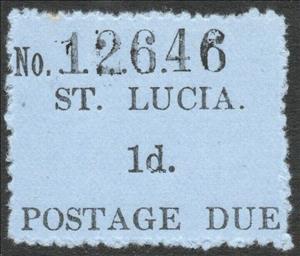 No. 12646
ST. LUCIA.
1d.
POSTAGE DUE